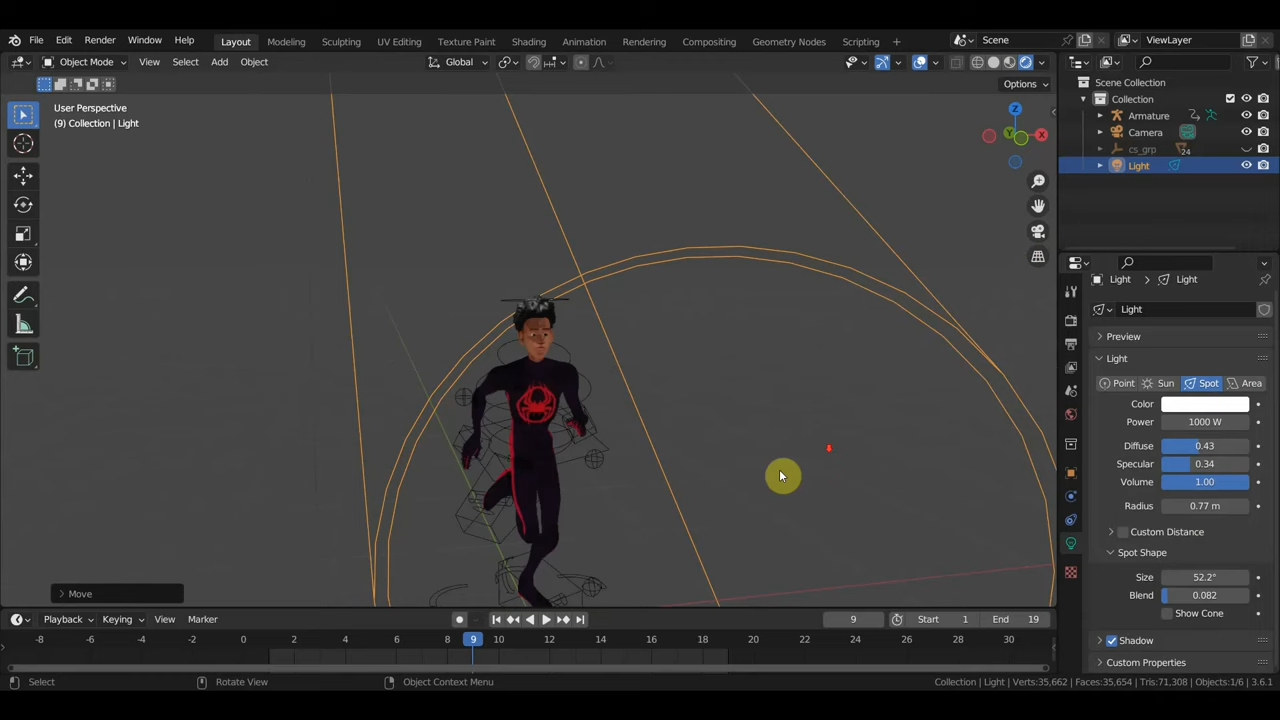 File Edit Render Window Help Layout Modeling Sculpting UV Editing Texture Paint Shading Animation Rendering Compositing Geometry Nodes Scripting + Scene ViewLayer
Object Mode View Select Add Object Global
Options
User Perspective
(9) Collection | Light
Z
Y
X
Move
Playback Keying View Marker 9 Start 1 End 19
-8 -6 -4 -2 0 2 4 6 8 9 10 12 14 16 18 20 22 24 26 28 30
Select Rotate View Object Context Menu
Collection | Light | Verts:35,662 | Faces:35,654 | Tris:71,308 | Objects:1/6 | 3.6.1
Scene Collection
Collection
Armature
Camera
cs_grp 24
Light
Light Light
Light
Preview
Light
Point Sun Spot Area
Color
Power 1000 W
Diffuse 0.43
Specular 0.34
Volume 1.00
Radius 0.77 m
Custom Distance
Spot Shape
Size 52.2°
Blend 0.082
Show Cone
Shadow
Custom Properties